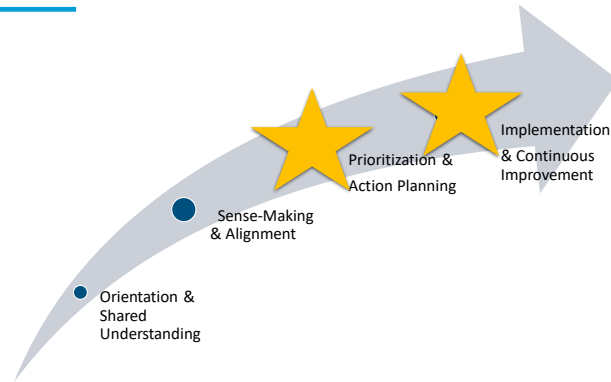 Orientation &
Shared
Understanding
Sense-Making
& Alignment
Prioritization &
Action Planning
Implementation
& Continuous
Improvement